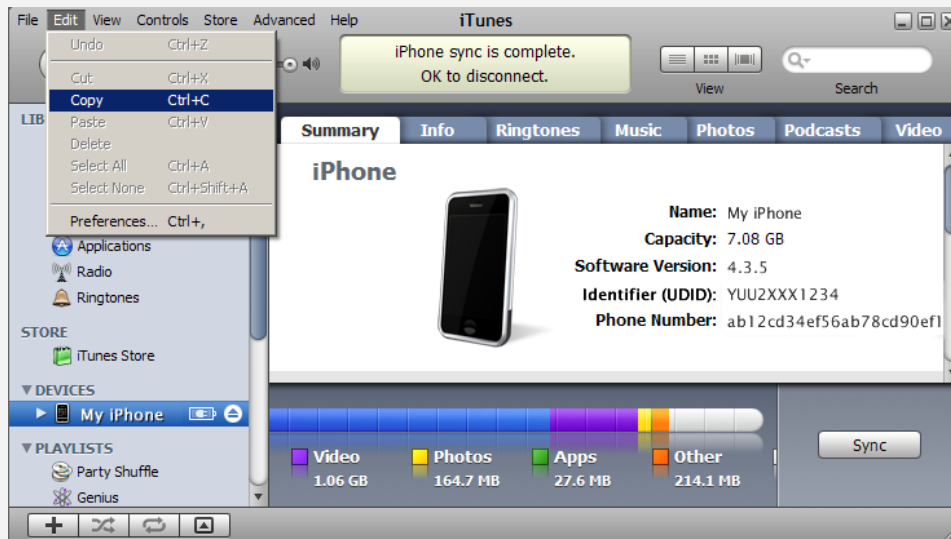 File Edit View Controls Store Advanced Help
iTunes
Undo Ctrl+Z
Cut Ctrl+X
Copy Ctrl+C
Paste Ctrl+V
Delete
Select All Ctrl+A
Select None Ctrl+Shift+A
Preferences... Ctrl+,
iPhone sync is complete.
OK to disconnect.
View
Search
LIB
Applications
Radio
Ringtones
STORE
iTunes Store
DEVICES
My iPhone
PLAYLISTS
Party Shuffle
Genius
Summary Info Ringtones Music Photos Podcasts Video
iPhone
Name: My iPhone
Capacity: 7.08 GB
Software Version: 4.3.5
Identifier (UDID): YUU2XXX1234
Phone Number: ab12cd34ef56ab78cd90ef1
Video Photos Apps Other
1.06 GB 164.7 MB 27.6 MB 214.1 MB
Sync